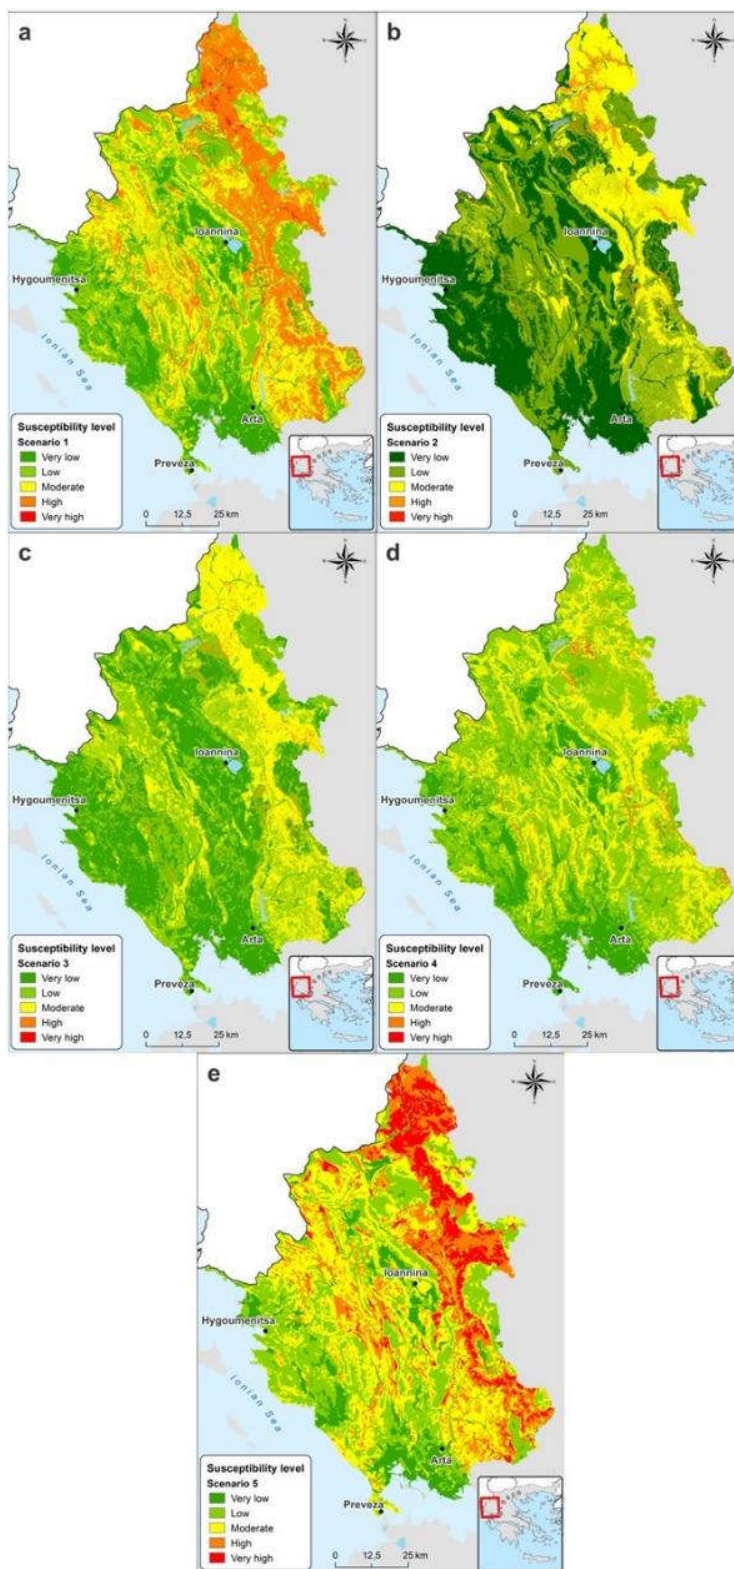 a
Ioannina
Hygoumenitsa
Ionian Sea
Arta
Preveza
Susceptibility level
Scenario 1
Very low
Low
Moderate
High
Very high
0 12,5 25 km
b
Ioannina
Hygoumenitsa
Ionian Sea
Arta
Preveza
Susceptibility level
Scenario 2
Very low
Low
Moderate
High
Very high
0 12,5 25 km
c
Ioannina
Hygoumenitsa
Ionian Sea
Arta
Preveza
Susceptibility level
Scenario 3
Very low
Low
Moderate
High
Very high
0 12,5 25 km
d
Ioannina
Hygoumenitsa
Ionian Sea
Arta
Preveza
Susceptibility level
Scenario 4
Very low
Low
Moderate
High
Very high
0 12,5 25 km
e
Ioannina
Hygoumenitsa
Ionian Sea
Arta
Preveza
Susceptibility level
Scenario 5
Very low
Low
Moderate
High
Very high
0 12,5 25 km